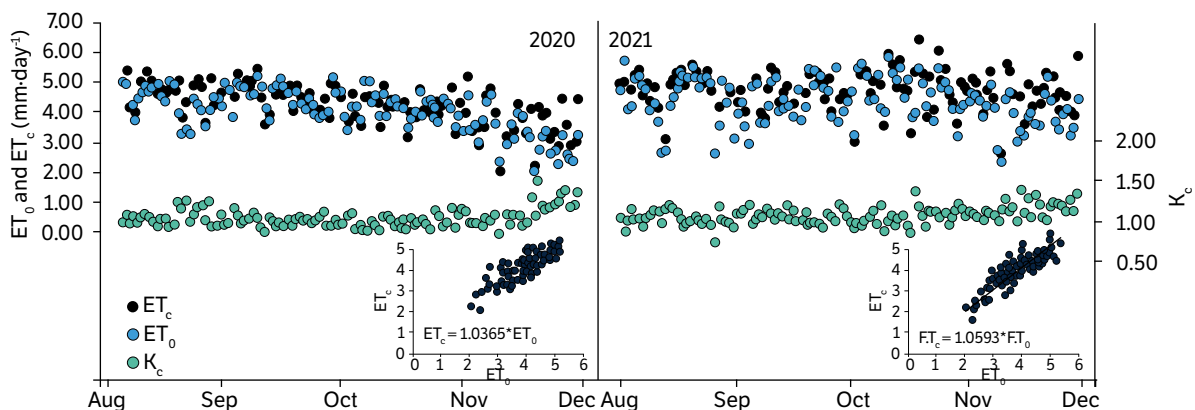 7.00
6.00
5.00
4.00
3.00
2.00
1.00
0.00
ET₀ and ETc (mm·day⁻¹)
2020
2021
2.00
1.50
1.00
0.50
Kc
ETc
ET₀
Kc
5
4
3
2
1
0
ETc
ETc = 1.0365*ET₀
0 1 2 3 4 5 6
ET₀
5
4
3
2
1
0
ETc
F.Tc = 1.0593*F.T₀
0 1 2 3 4 5 6
ET₀
Aug Sep Oct Nov Dec Aug Sep Oct Nov Dec